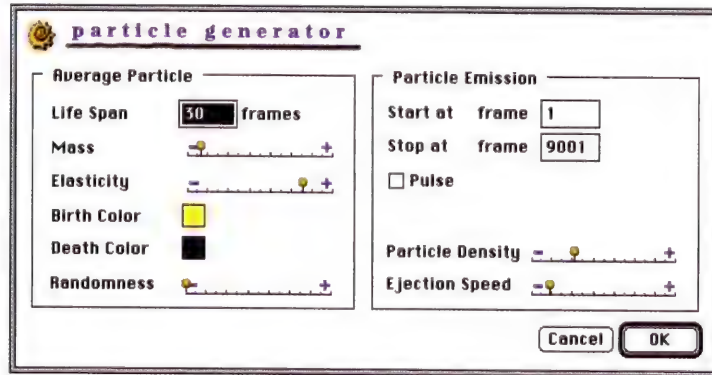 particle generator
Average Particle
Life Span 30 frames
Mass - +
Elasticity - +
Birth Color
Death Color
Randomness - +
Particle Emission
Start at frame 1
Stop at frame 9001
Pulse
Particle Density - +
Ejection Speed - +
Cancel OK